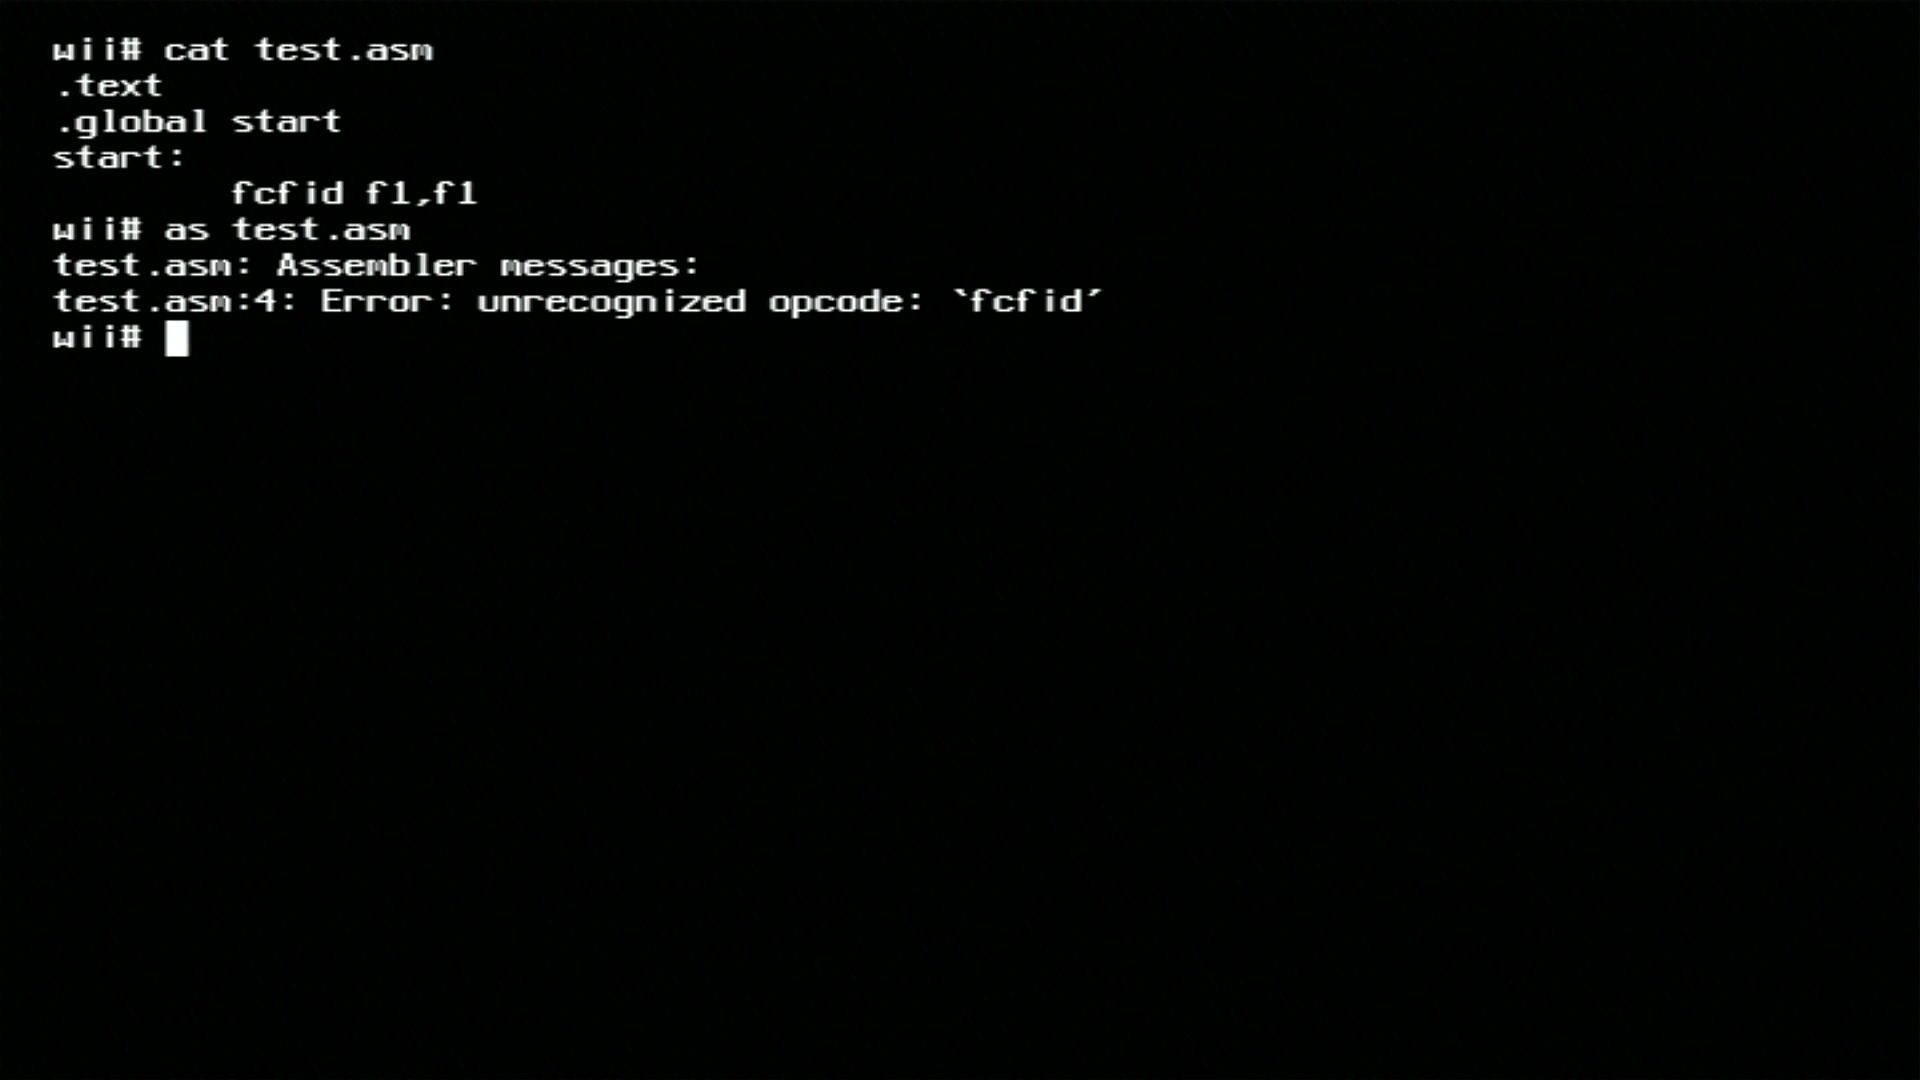 wii# cat test.asm
.text
.global start
start:
        fcfid f1,f1
wii# as test.asm
test.asm: Assembler messages:
test.asm:4: Error: unrecognized opcode: `fcfid´
wii#